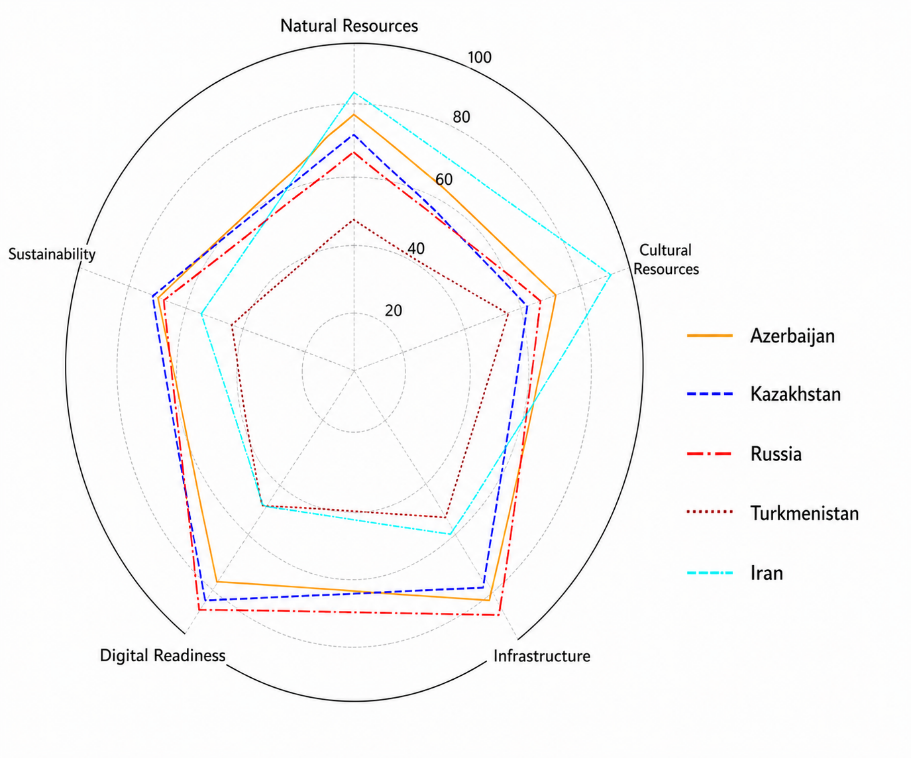 Natural Resources
100
80
60
40
20
Cultural
Resources
Sustainability
Digital Readiness
Infrastructure
Azerbaijan
Kazakhstan
Russia
Turkmenistan
Iran